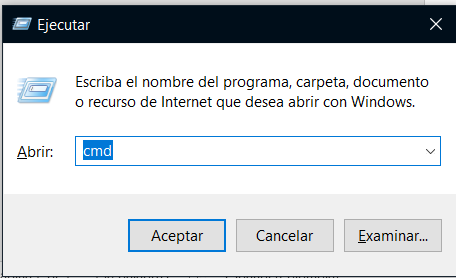 Ejecutar
Escriba el nombre del programa, carpeta, documento
o recurso de Internet que desea abrir con Windows.
Abrir: cmd
Aceptar Cancelar Examinar...